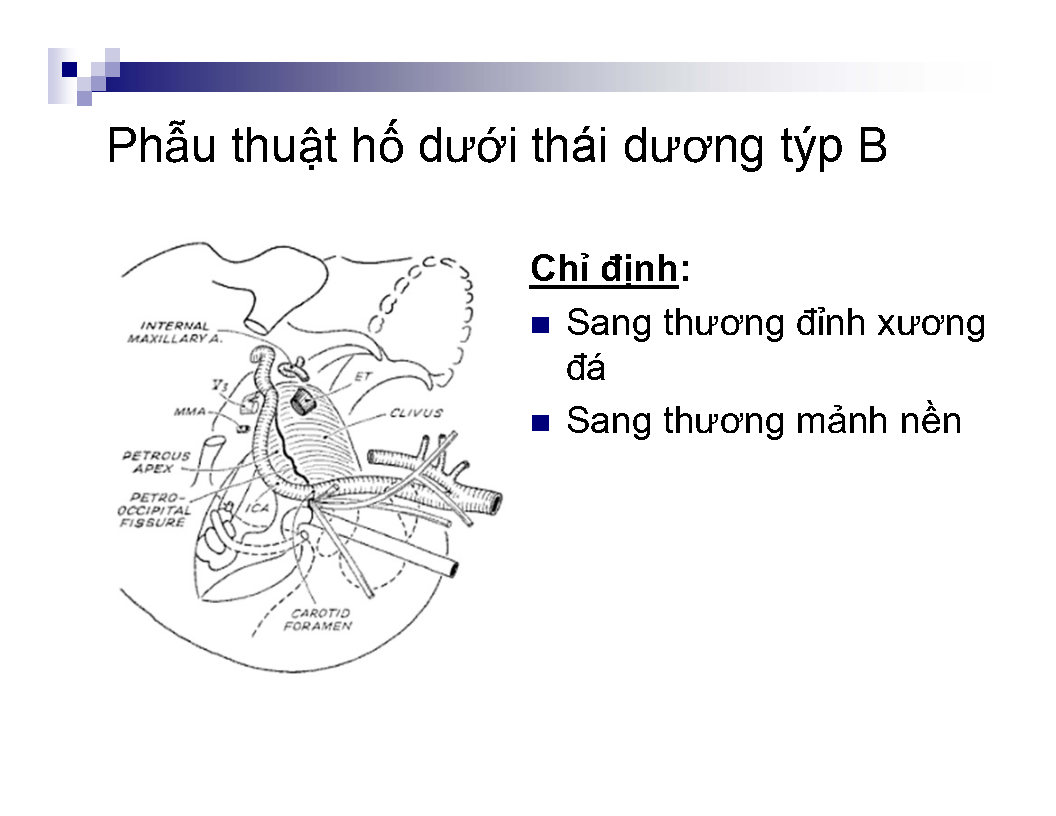 Phẫu thuật hố dưới thái dương týp B
INTERNAL
MAXILLARY A.
V3
MMA
PETROUS
APEX
PETRO-
OCCIPITAL
FISSURE
ICA
ET
CLIVUS
CAROTID
FORAMEN
Chỉ định:
Sang thương đỉnh xương
đá
Sang thương mảnh nền